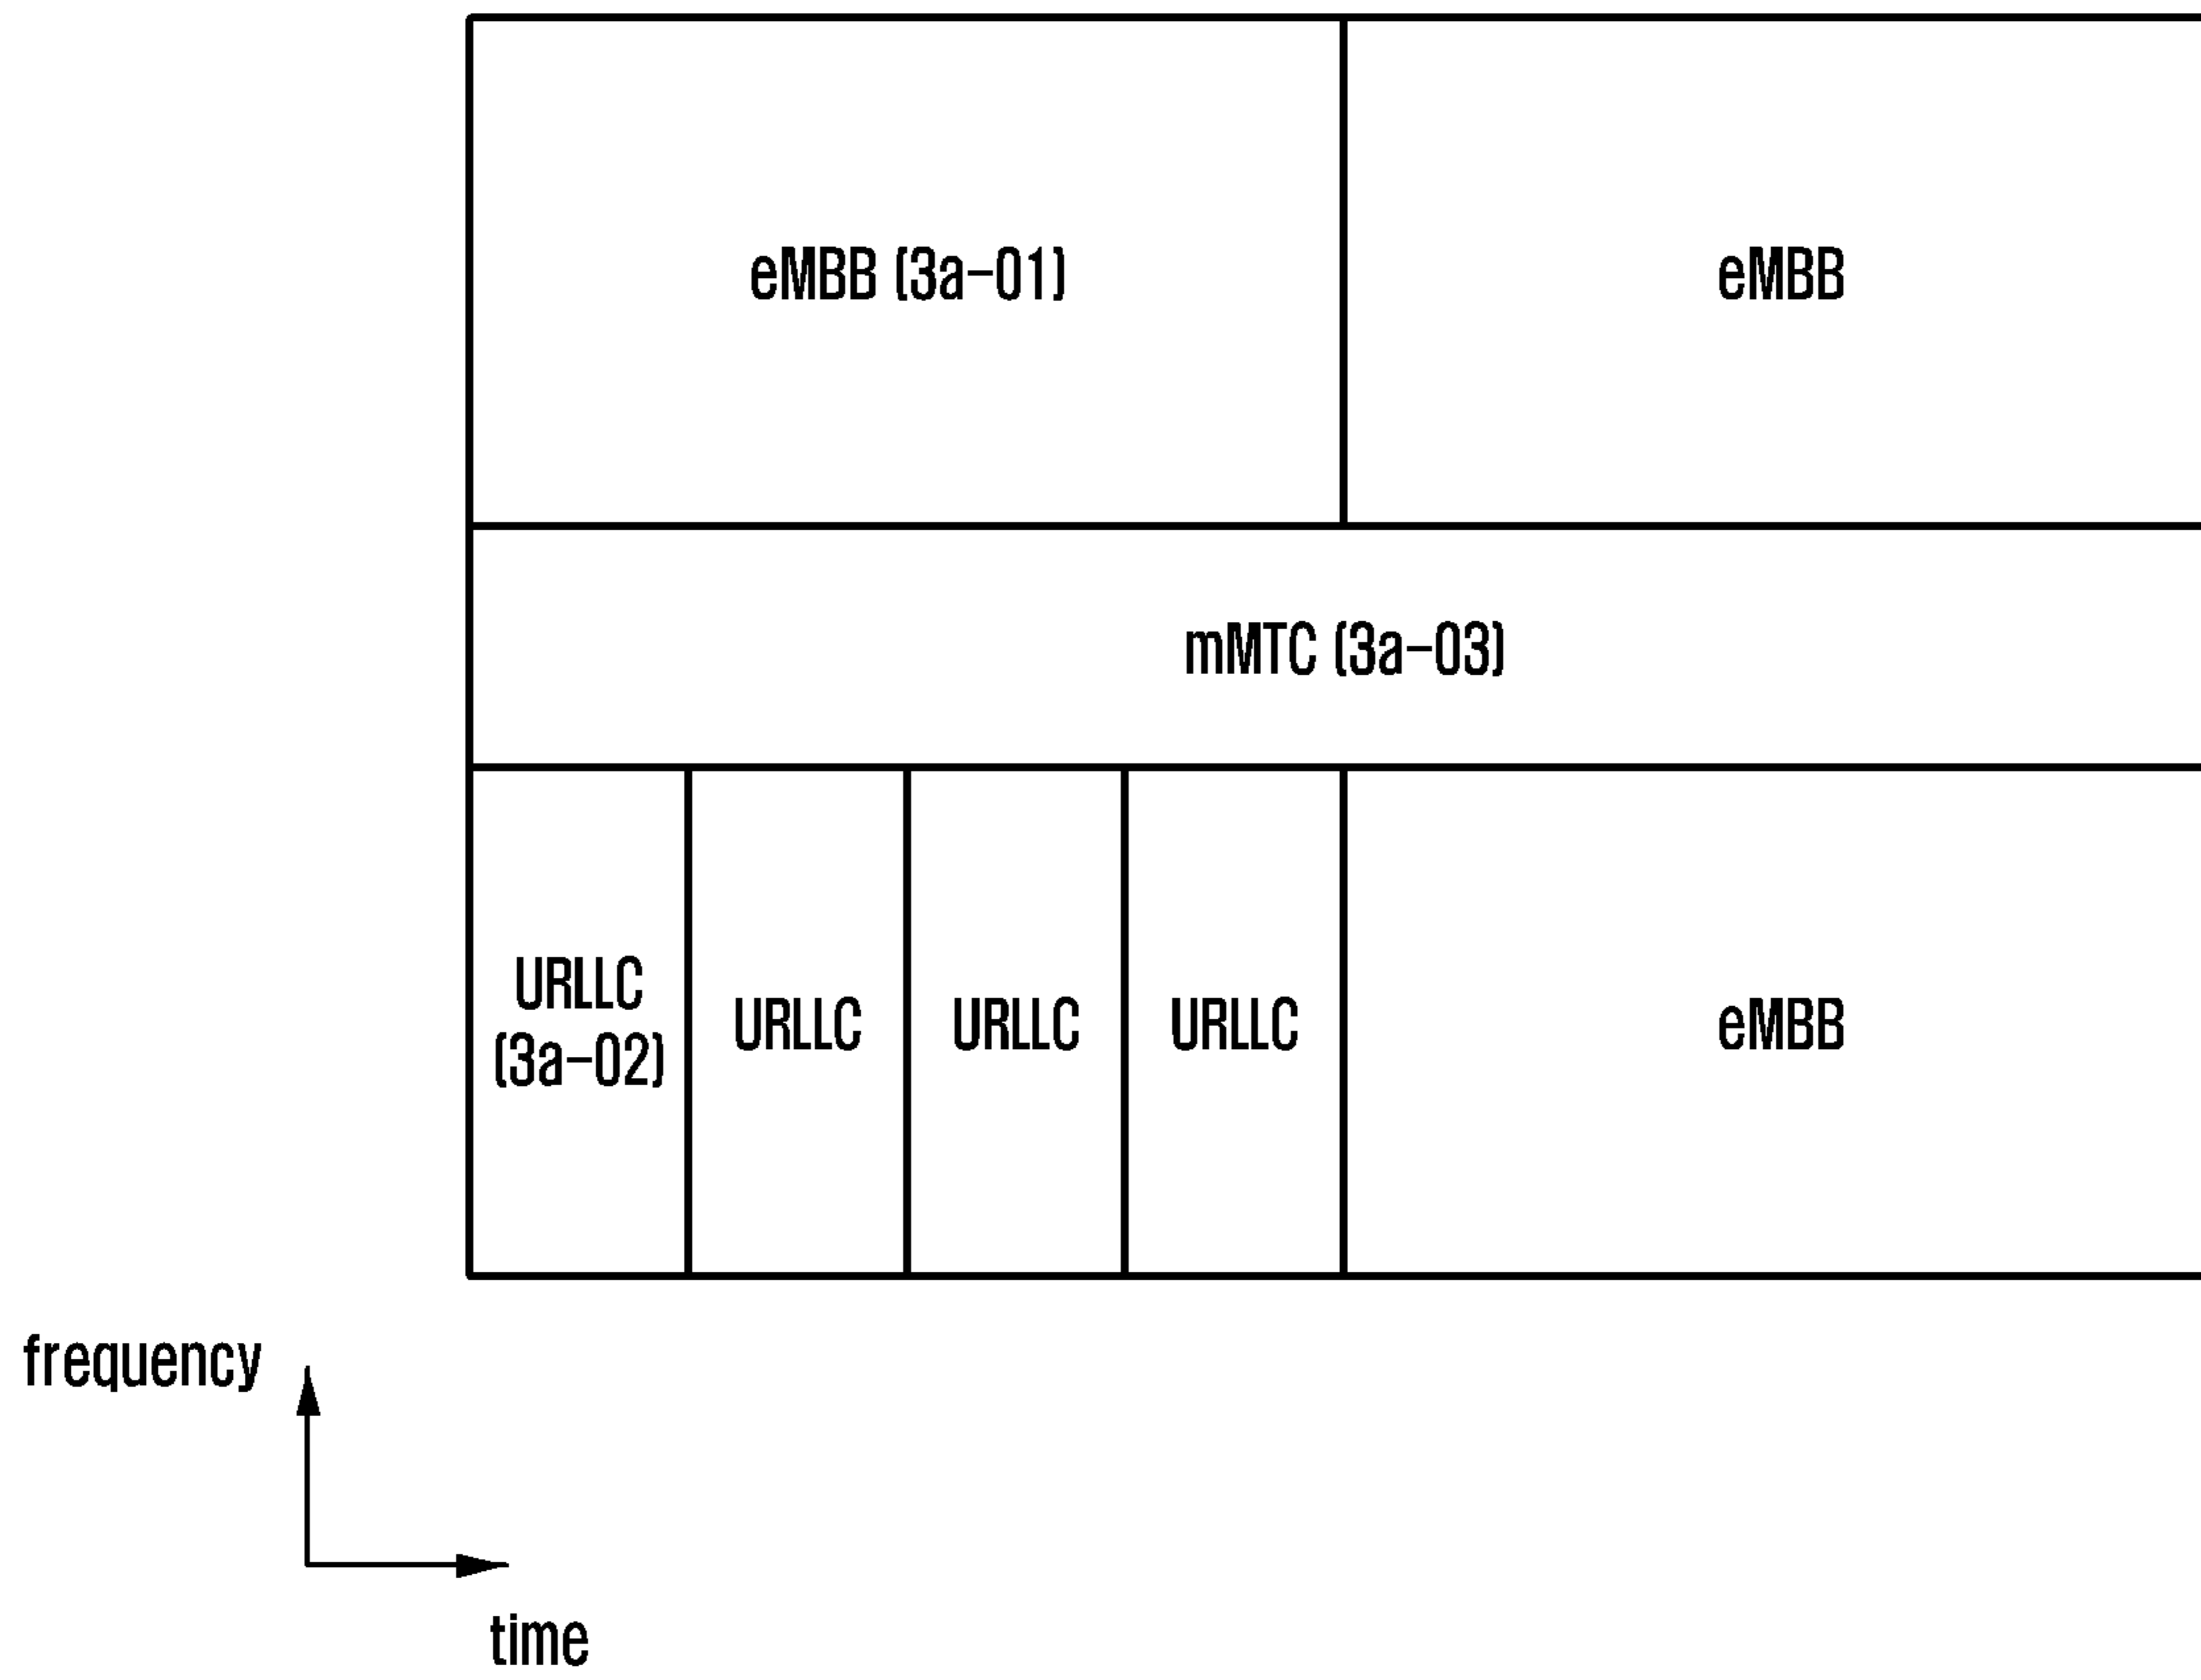 eMBB (3a-01)
eMBB
mMTC (3a-03)
URLLC
(3a-02)
URLLC
URLLC
URLLC
eMBB
frequency
time